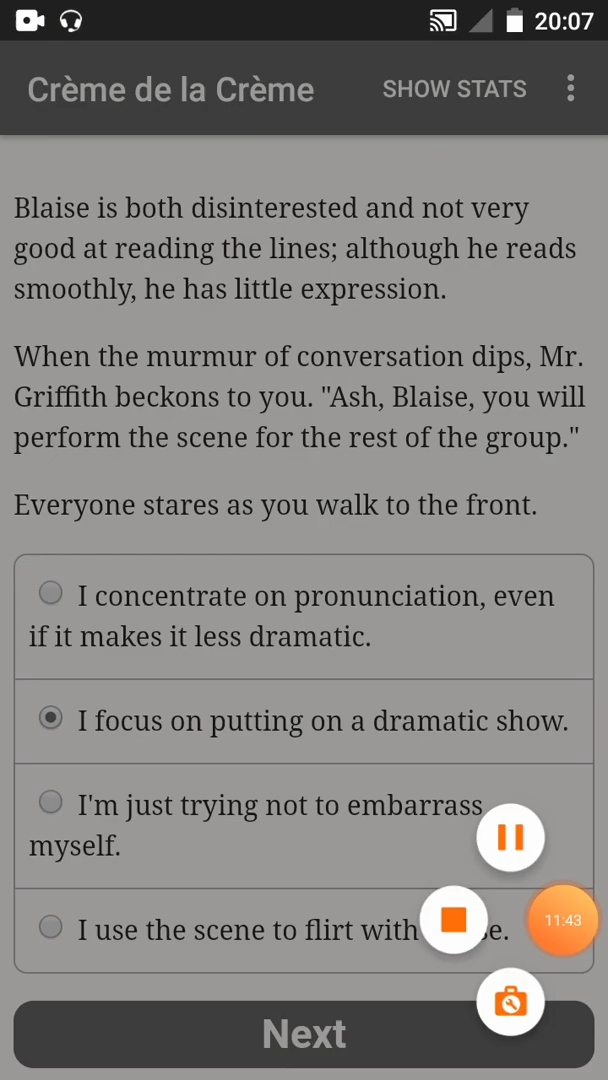 20:07
Crème de la Crème
SHOW STATS
Blaise is both disinterested and not very
good at reading the lines; although he reads
smoothly, he has little expression.
When the murmur of conversation dips, Mr.
Griffith beckons to you. "Ash, Blaise, you will
perform the scene for the rest of the group."
Everyone stares as you walk to the front.
I concentrate on pronunciation, even
if it makes it less dramatic.
I focus on putting on a dramatic show.
I'm just trying not to embarrass
myself.
I use the scene to flirt with
11:43
Next